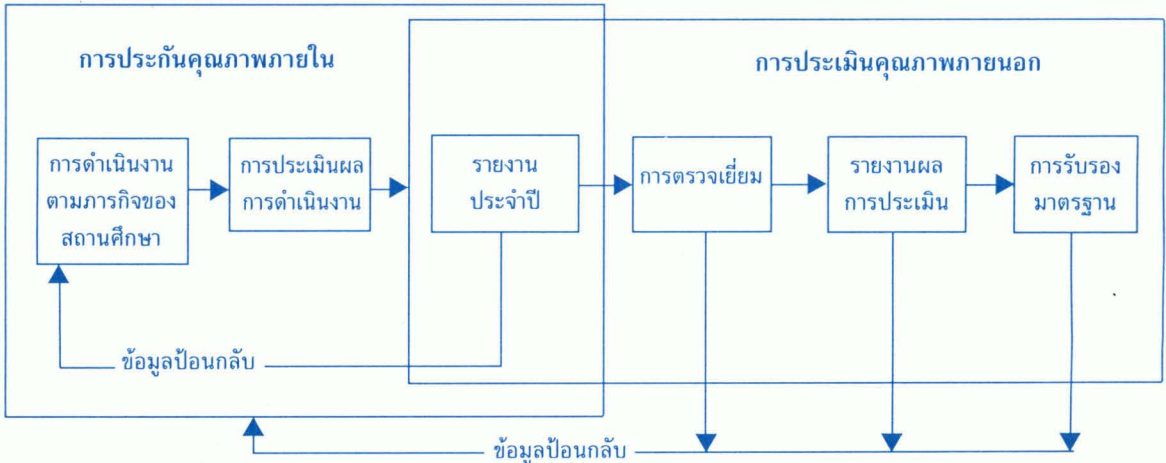 การประกันคุณภาพภายใน
การประเมินคุณภาพภายนอก
การดำเนินงาน
ตามภารกิจของ
สถานศึกษา
การประเมินผล
การดำเนินงาน
รายงาน
ประจำปี
การตรวจเยี่ยม
รายงานผล
การประเมิน
การรับรอง
มาตรฐาน
ข้อมูลป้อนกลับ
ข้อมูลป้อนกลับ